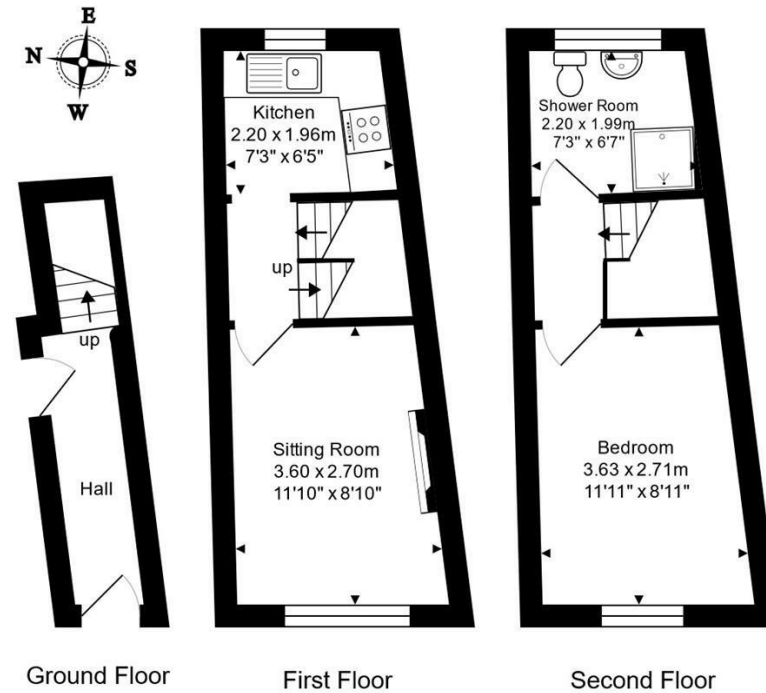 E
N
S
W
Kitchen
2.20 x 1.96m
7'3" x 6'5"
Shower Room
2.20 x 1.99m
7'3" x 6'7"
up
up
Hall
Sitting Room
3.60 x 2.70m
11'10" x 8'10"
Bedroom
3.63 x 2.71m
11'11" x 8'11"
Ground Floor
First Floor
Second Floor